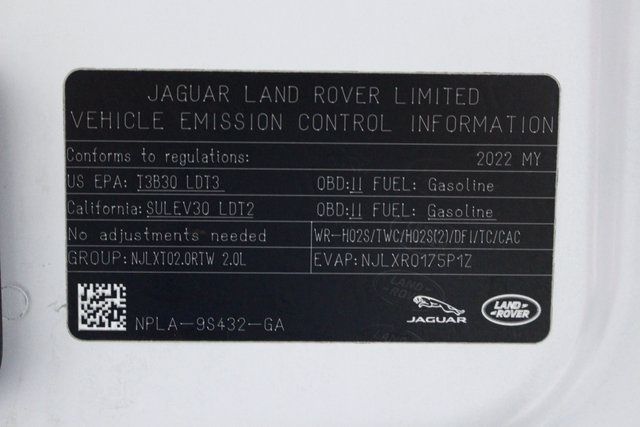 JAGUAR LAND ROVER LIMITED
VEHICLE EMISSION CONTROL INFORMATION
Conforms to regulations: 2022 MY
US EPA: T3B30 LDT3 OBD:II FUEL: Gasoline
California: SULEV30 LDT2 OBD:II FUEL: Gasoline
No adjustments needed WR-HO2S/TWC/HO2S(2)/DFI/TC/CAC
GROUP: NJLXT02.0RTW 2.0L EVAP: NJLXR0175P1Z
NPLA-9S432-GA
JAGUAR
LAND
ROVER